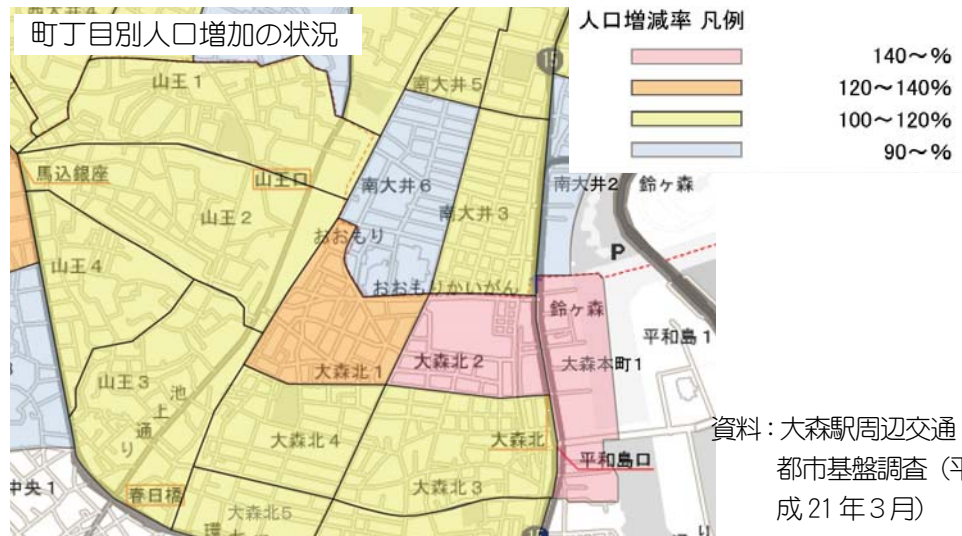 町丁目別人口増加の状況
人口増減率 凡例
140～%
120～140%
100～120%
90～%
山王1
南大井5
15
馬込銀座
山王口
南大井6
南大井2
鈴ヶ森
山王2
南大井3
おおもり
P
山王4
おおもりかいがん
鈴ヶ森
平和島1
大森北1
大森北2
大森本町1
山王3
池上通り
大森北4
大森北
平和島口
中央1
春日橋
大森北3
大森北5
環七
資料：大森駅周辺交通
都市基盤調査（平
成21年3月）